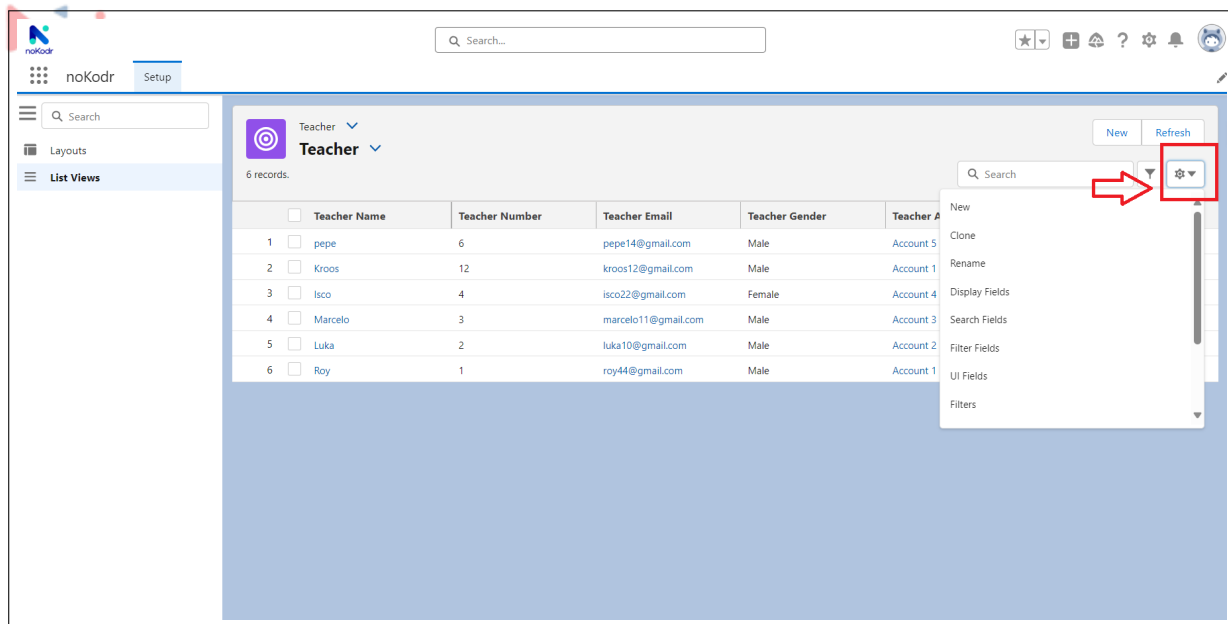 noKodr
Search...
noKodr
Setup
Search
Layouts
List Views
Teacher
Teacher
New
Refresh
6 records.
Search
Teacher Name Teacher Number Teacher Email Teacher Gender Teacher A
1 pepe 6 pepe14@gmail.com Male Account 5
2 Kroos 12 kroos12@gmail.com Male Account 1
3 Isco 4 isco22@gmail.com Female Account 4
4 Marcelo 3 marcelo11@gmail.com Male Account 3
5 Luka 2 luka10@gmail.com Male Account 2
6 Roy 1 roy44@gmail.com Male Account 1
New
Clone
Rename
Display Fields
Search Fields
Filter Fields
UI Fields
Filters